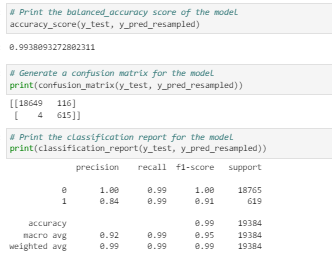 # Print the balanced_accuracy score of the model
accuracy_score(y_test, y_pred_resampled)
0.9938093272802311
# Generate a confusion matrix for the model
print(confusion_matrix(y_test, y_pred_resampled))
[[18649   116]
 [    4   615]]
# Print the classification report for the model
print(classification_report(y_test, y_pred_resampled))
precision    recall  f1-score   support
0       1.00      0.99      1.00     18765
1       0.84      0.99      0.91       619
accuracy                           0.99     19384
macro avg       0.92      0.99      0.95     19384
weighted avg       0.99      0.99      0.99     19384